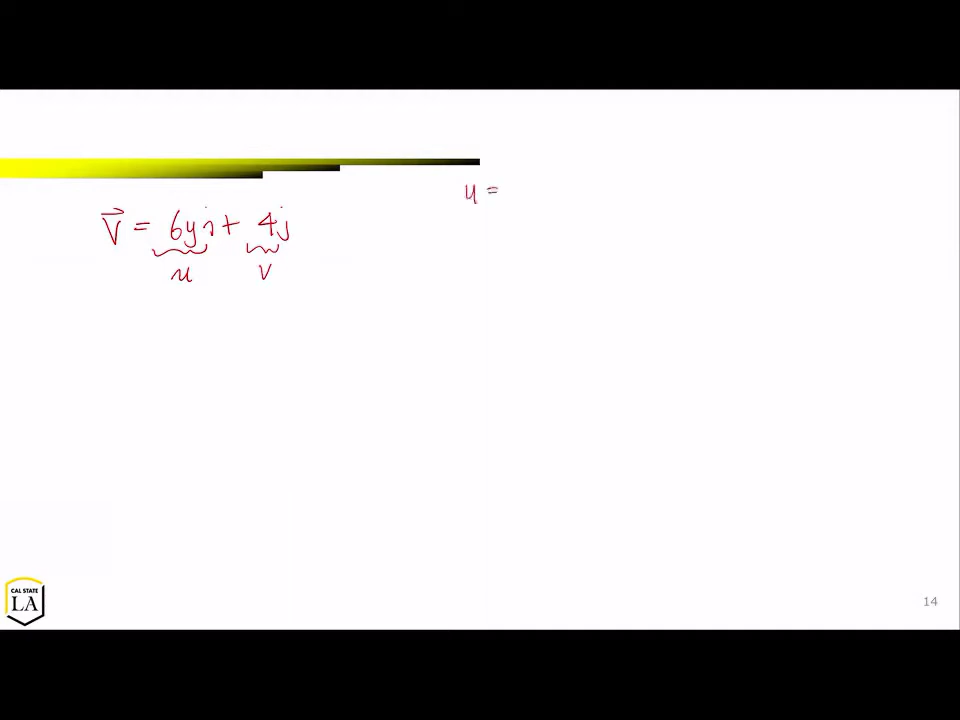 u =
V⃗ = 6yi + 4j
u v
CAL STATE
LA
14